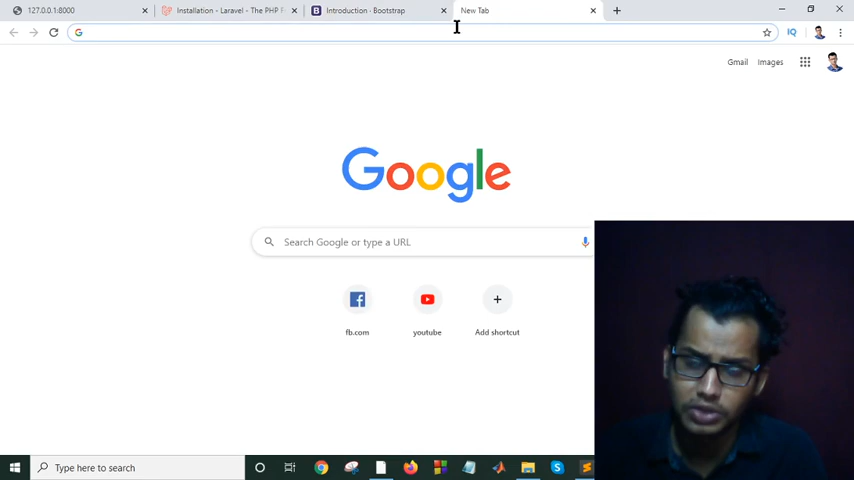 127.0.0.1:8000
Installation - Laravel - The PHP F
Introduction · Bootstrap
New Tab
Gmail
Images
Google
Search Google or type a URL
fb.com
youtube
Add shortcut
Type here to search